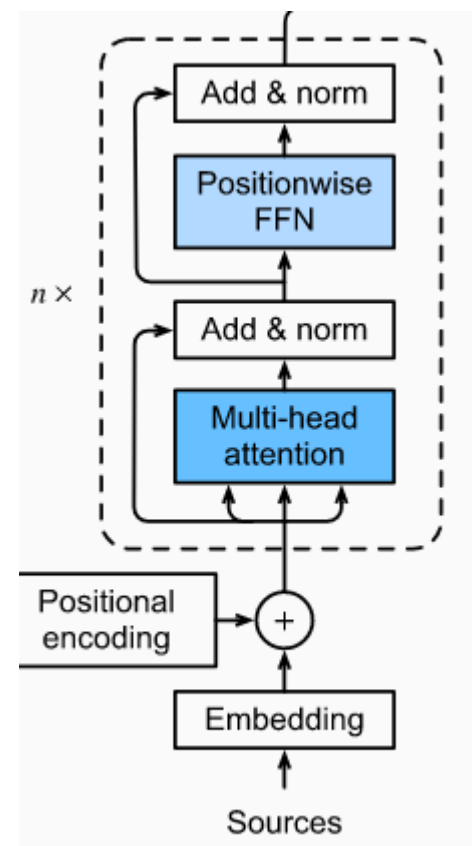 Add & norm
Positionwise
FFN
n ×
Add & norm
Multi-head
attention
Positional
encoding
+
Embedding
Sources